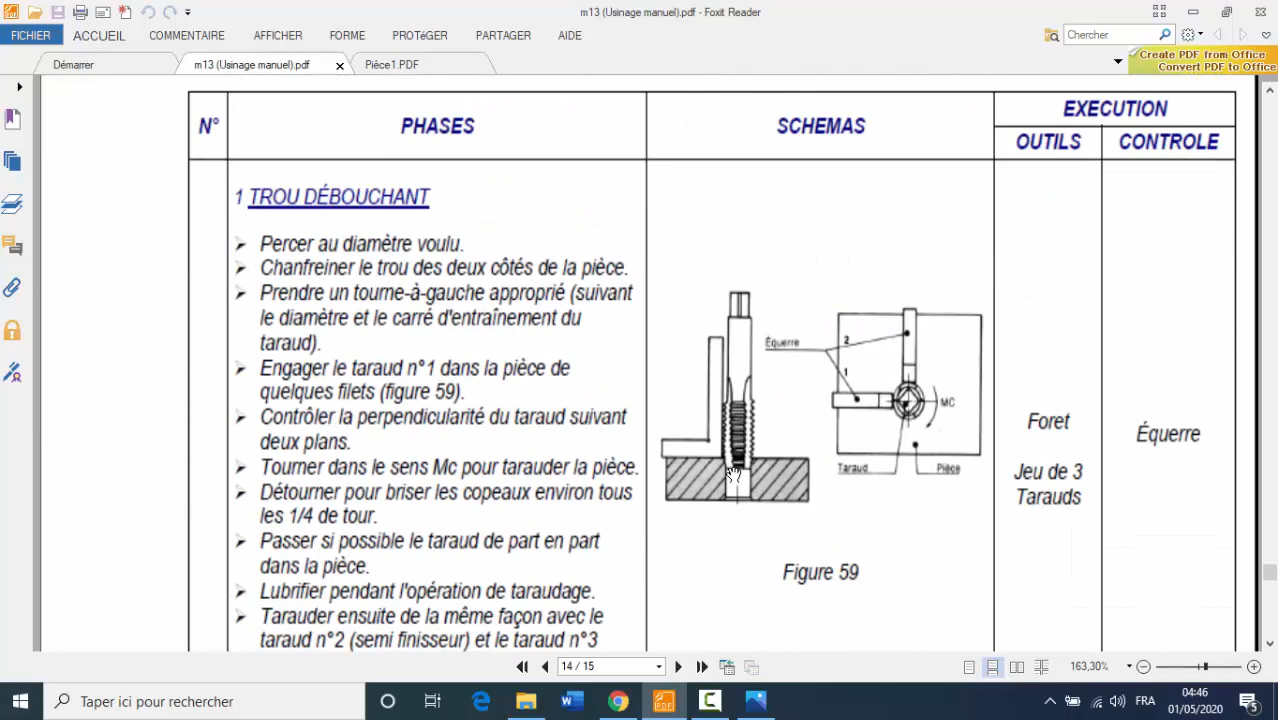 m13 (Usinage manuel).pdf - Foxit Reader
FICHIER ACCUEIL COMMENTAIRE AFFICHER FORME PROTéGER PARTAGER AIDE
Chercher
Démarrer m13 (Usinage manuel).pdf Pièce1.PDF
Create PDF from Office
Convert PDF to Office
N° PHASES SCHEMAS EXECUTION
OUTILS CONTROLE
1 TROU DÉBOUCHANT
Percer au diamètre voulu.
Chanfreiner le trou des deux côtés de la pièce.
Prendre un tourne-à-gauche approprié (suivant
le diamètre et le carré d'entraînement du
taraud).
Engager le taraud n°1 dans la pièce de
quelques filets (figure 59).
Contrôler la perpendicularité du taraud suivant
deux plans.
Tourner dans le sens Mc pour tarauder la pièce.
Détourner pour briser les copeaux environ tous
les 1/4 de tour.
Passer si possible le taraud de part en part
dans la pièce.
Lubrifier pendant l'opération de taraudage.
Tarauder ensuite de la même façon avec le
taraud n°2 (semi finisseur) et le taraud n°3
Équerre
2
1
MC
Taraud
Pièce
Figure 59
Foret
Jeu de 3
Tarauds
Équerre
14 / 15
163,30%
Taper ici pour rechercher
FRA
04:46
01/05/2020
5